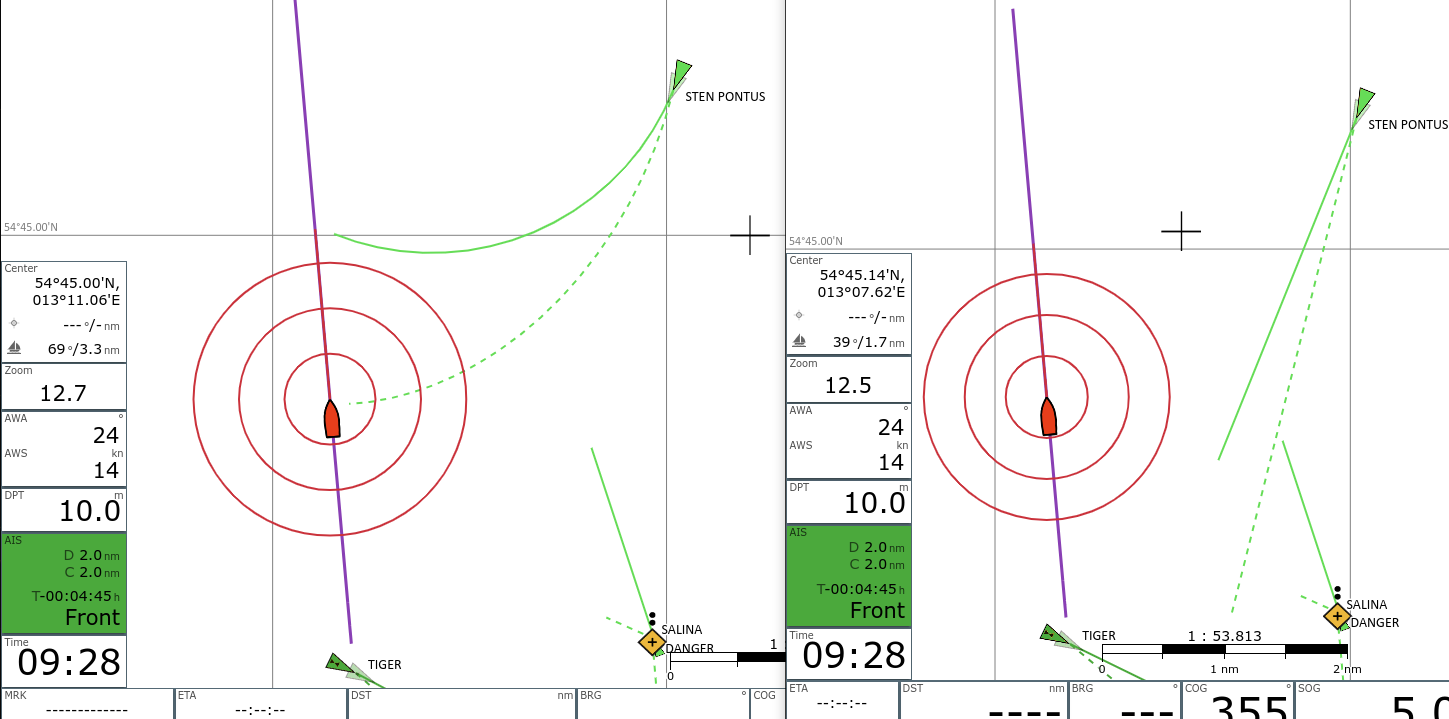 STEN PONTUS
54°45.00'N
Center
54°45.00'N,
013°11.06'E
---°/- nm
69°/3.3 nm
Zoom
12.7
AWA °
24
AWS kn
14
DPT m
10.0
AIS
D 2.0 nm
C 2.0 nm
T-00:04:45 h
Front
Time
09:28
SALINA
DANGER
TIGER
1
0
MRK
-------------
ETA
--:--:--
DST nm
BRG °
COG
STEN PONTUS
54°45.00'N
Center
54°45.14'N,
013°07.62'E
---°/- nm
39°/1.7 nm
Zoom
12.5
AWA °
24
AWS kn
14
DPT m
10.0
AIS
D 2.0 nm
C 2.0 nm
T-00:04:45 h
Front
Time
09:28
SALINA
DANGER
TIGER
1 : 53.813
0 1 nm 2 nm
ETA
--:--:--
DST nm
----
BRG °
---
COG °
355
SOG
5.0